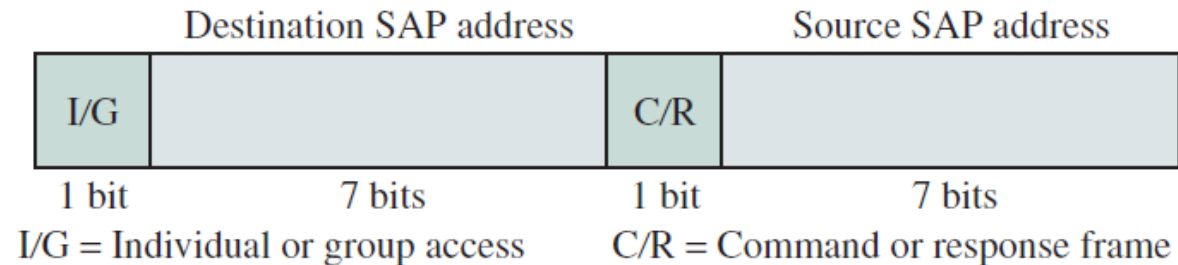 Destination SAP address Source SAP address
I/G C/R
1 bit 7 bits 1 bit 7 bits
I/G = Individual or group access C/R = Command or response frame